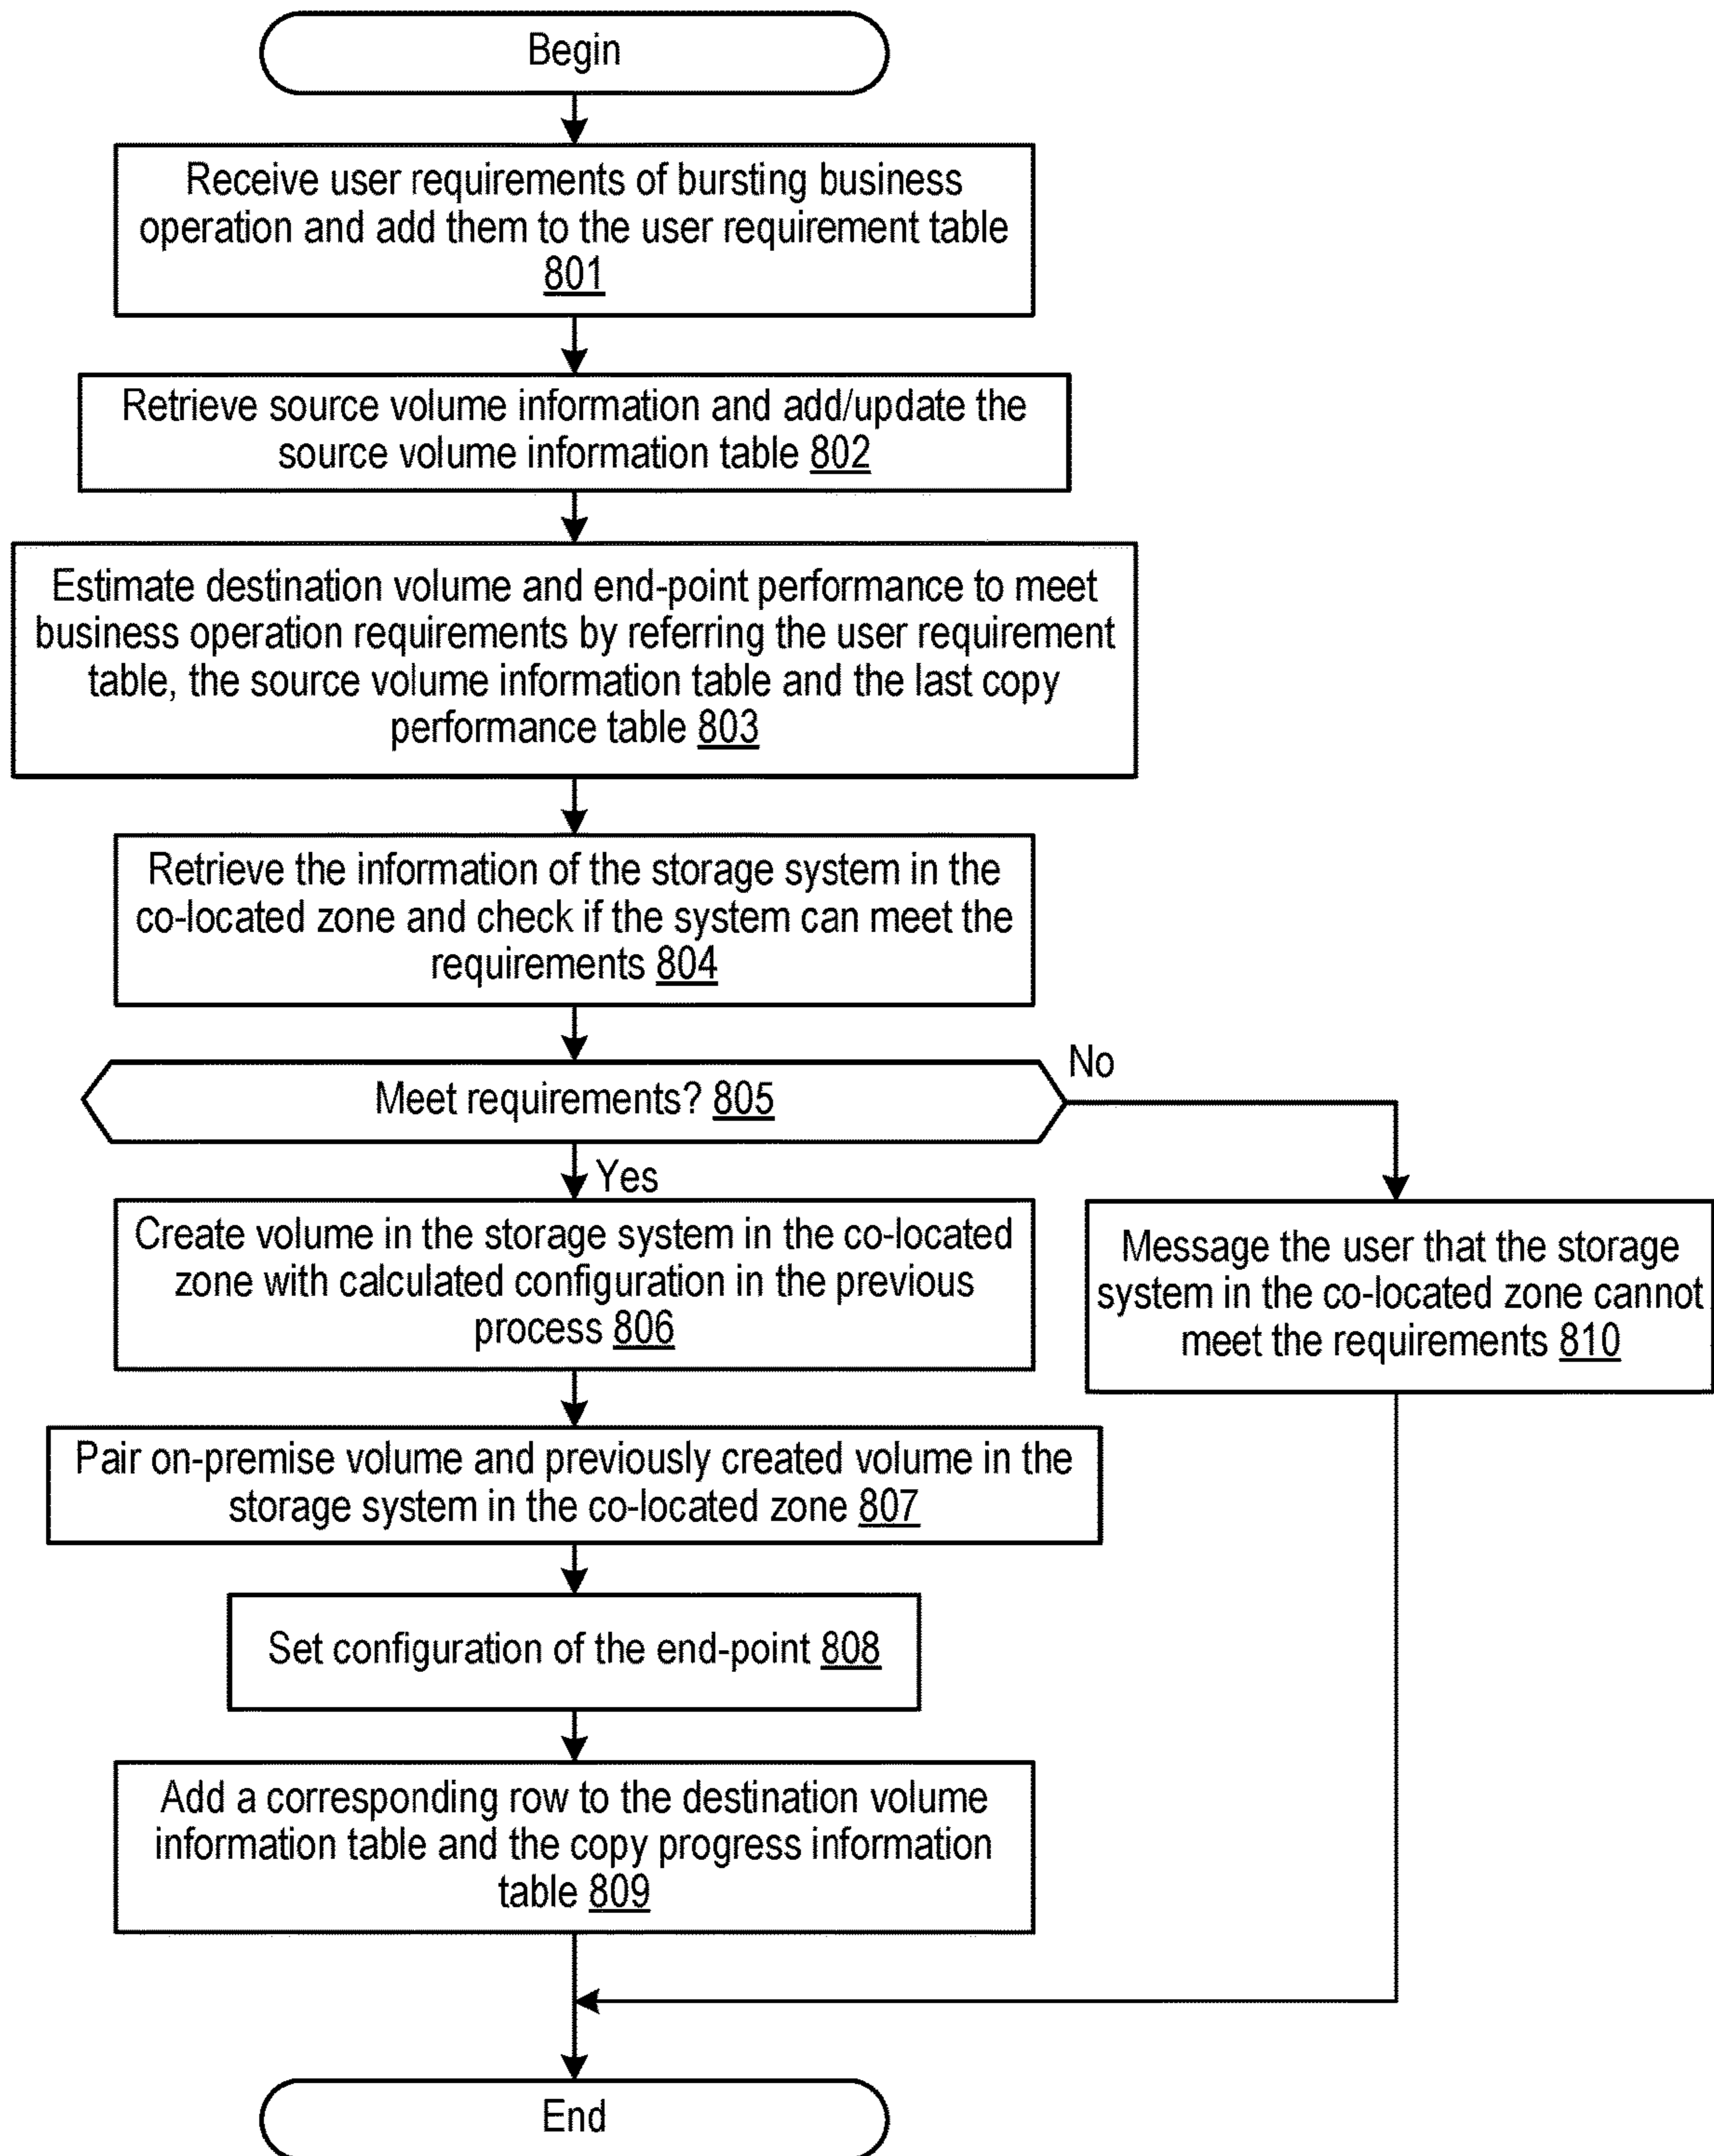 Begin
Receive user requirements of bursting business
operation and add them to the user requirement table
801
Retrieve source volume information and add/update the
source volume information table 802
Estimate destination volume and end-point performance to meet
business operation requirements by referring the user requirement
table, the source volume information table and the last copy
performance table 803
Retrieve the information of the storage system in the
co-located zone and check if the system can meet the
requirements 804
Meet requirements? 805
No
Yes
Create volume in the storage system in the co-located
zone with calculated configuration in the previous
process 806
Message the user that the storage
system in the co-located zone cannot
meet the requirements 810
Pair on-premise volume and previously created volume in the
storage system in the co-located zone 807
Set configuration of the end-point 808
Add a corresponding row to the destination volume
information table and the copy progress information
table 809
End